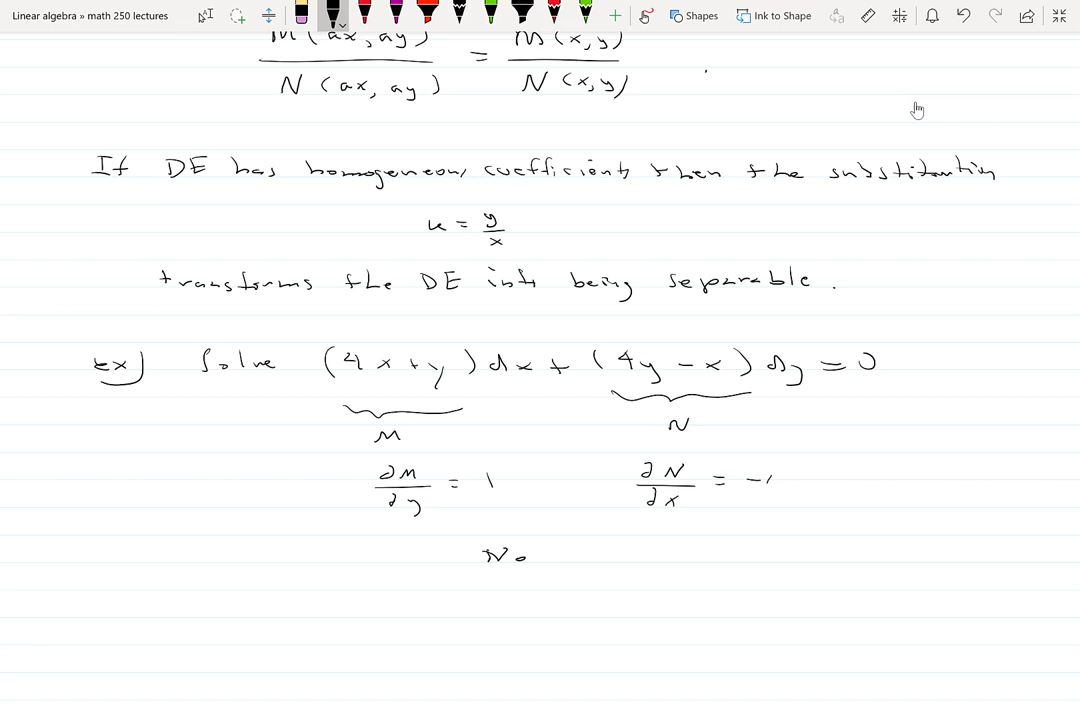 Linear algebra » math 250 lectures
Shapes
Ink to Shape
M(ax, ay) / N(ax, ay) = M(x, y) / N(x, y) .
If DE has homogeneous coefficients then the substitution
u = y/x
transforms the DE into being separable.
Ex) Solve (4x + y)dx + (4y − x)dy = 0
M N
∂M/∂y = 1 ∂N/∂x = -1
No